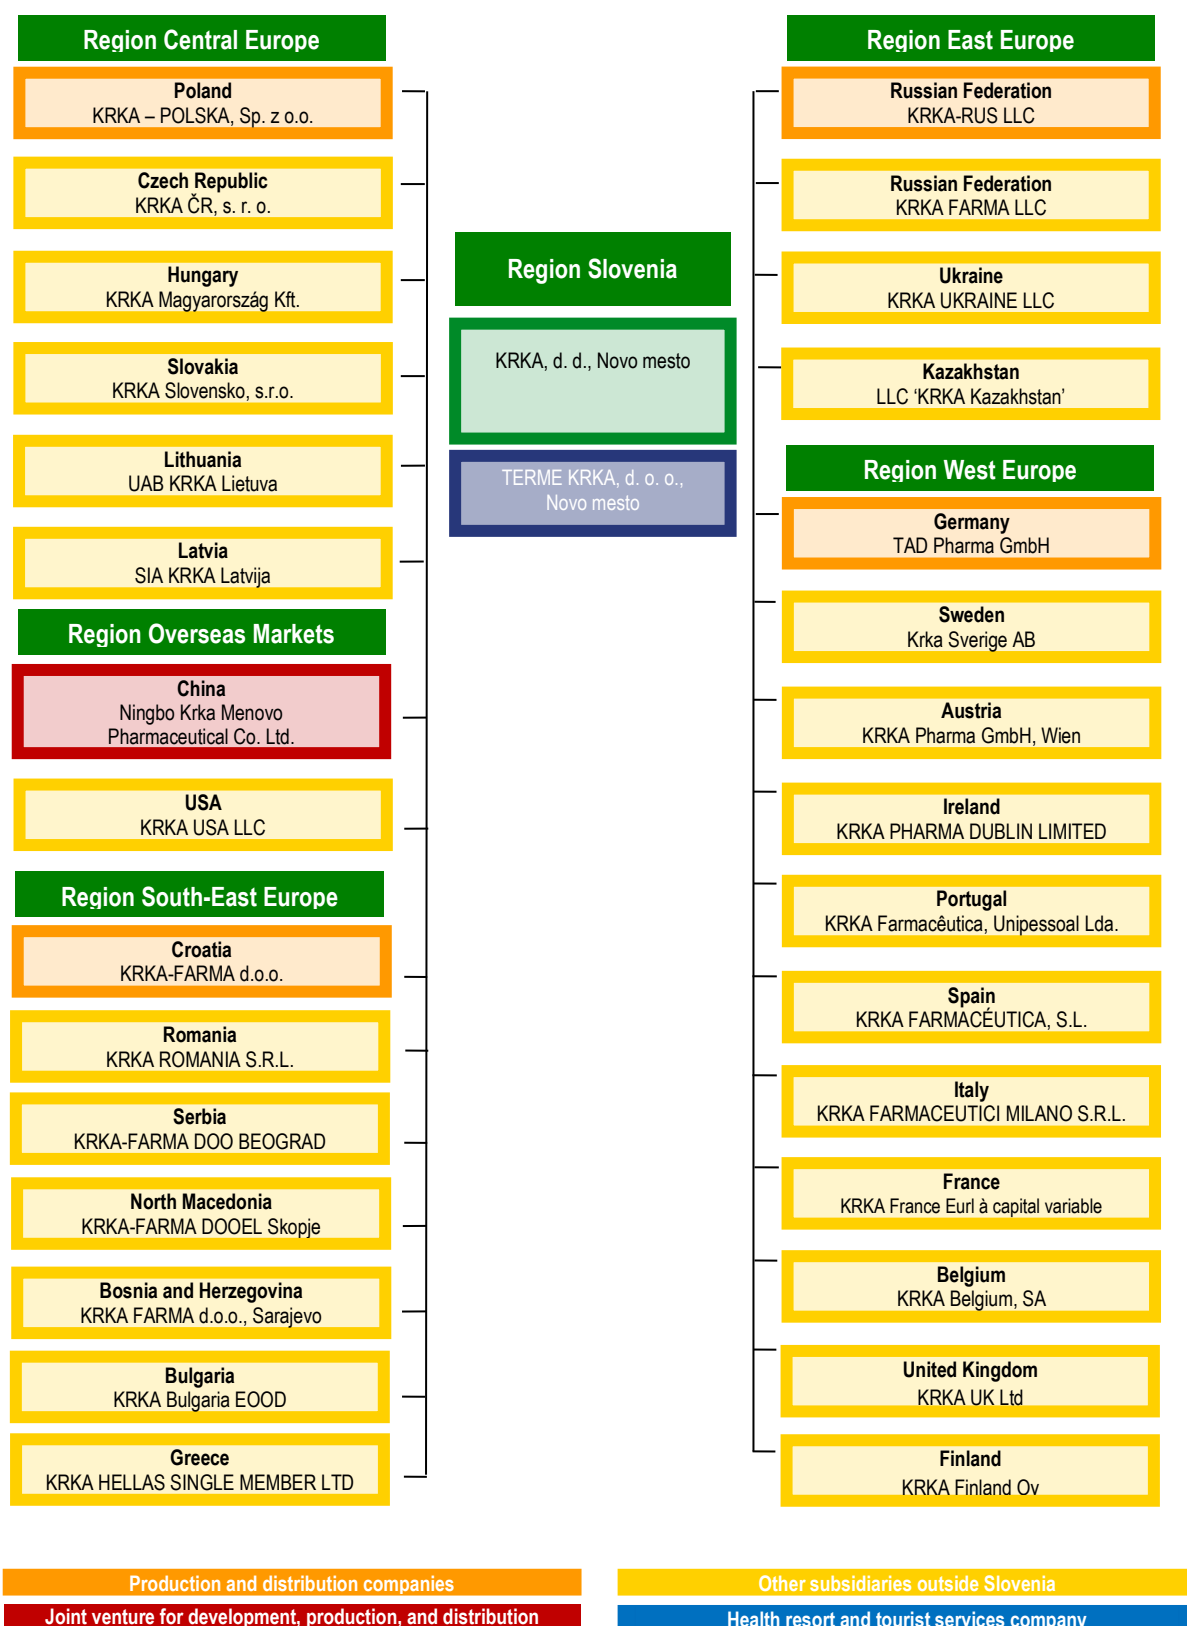 Region Central Europe
Poland
KRKA – POLSKA, Sp. z o.o.
Czech Republic
KRKA ČR, s. r. o.
Hungary
KRKA Magyarország Kft.
Slovakia
KRKA Slovensko, s.r.o.
Lithuania
UAB KRKA Lietuva
Latvia
SIA KRKA Latvija
Region Overseas Markets
China
Ningbo Krka Menovo
Pharmaceutical Co. Ltd.
USA
KRKA USA LLC
Region South-East Europe
Croatia
KRKA-FARMA d.o.o.
Romania
KRKA ROMANIA S.R.L.
Serbia
KRKA-FARMA DOO BEOGRAD
North Macedonia
KRKA-FARMA DOOEL Skopje
Bosnia and Herzegovina
KRKA FARMA d.o.o., Sarajevo
Bulgaria
KRKA Bulgaria EOOD
Greece
KRKA HELLAS SINGLE MEMBER LTD
Region Slovenia
KRKA, d. d., Novo mesto
TERME KRKA, d. o. o.,
Novo mesto
Region East Europe
Russian Federation
KRKA-RUS LLC
Russian Federation
KRKA FARMA LLC
Ukraine
KRKA UKRAINE LLC
Kazakhstan
LLC ‘KRKA Kazakhstan’
Region West Europe
Germany
TAD Pharma GmbH
Sweden
Krka Sverige AB
Austria
KRKA Pharma GmbH, Wien
Ireland
KRKA PHARMA DUBLIN LIMITED
Portugal
KRKA Farmacêutica, Unipessoal Lda.
Spain
KRKA FARMACÉUTICA, S.L.
Italy
KRKA FARMACEUTICI MILANO S.R.L.
France
KRKA France Eurl à capital variable
Belgium
KRKA Belgium, SA
United Kingdom
KRKA UK Ltd
Finland
KRKA Finland Oy
Production and distribution companies
Other subsidiaries outside Slovenia
Joint venture for development, production, and distribution
Health resort and tourist services company